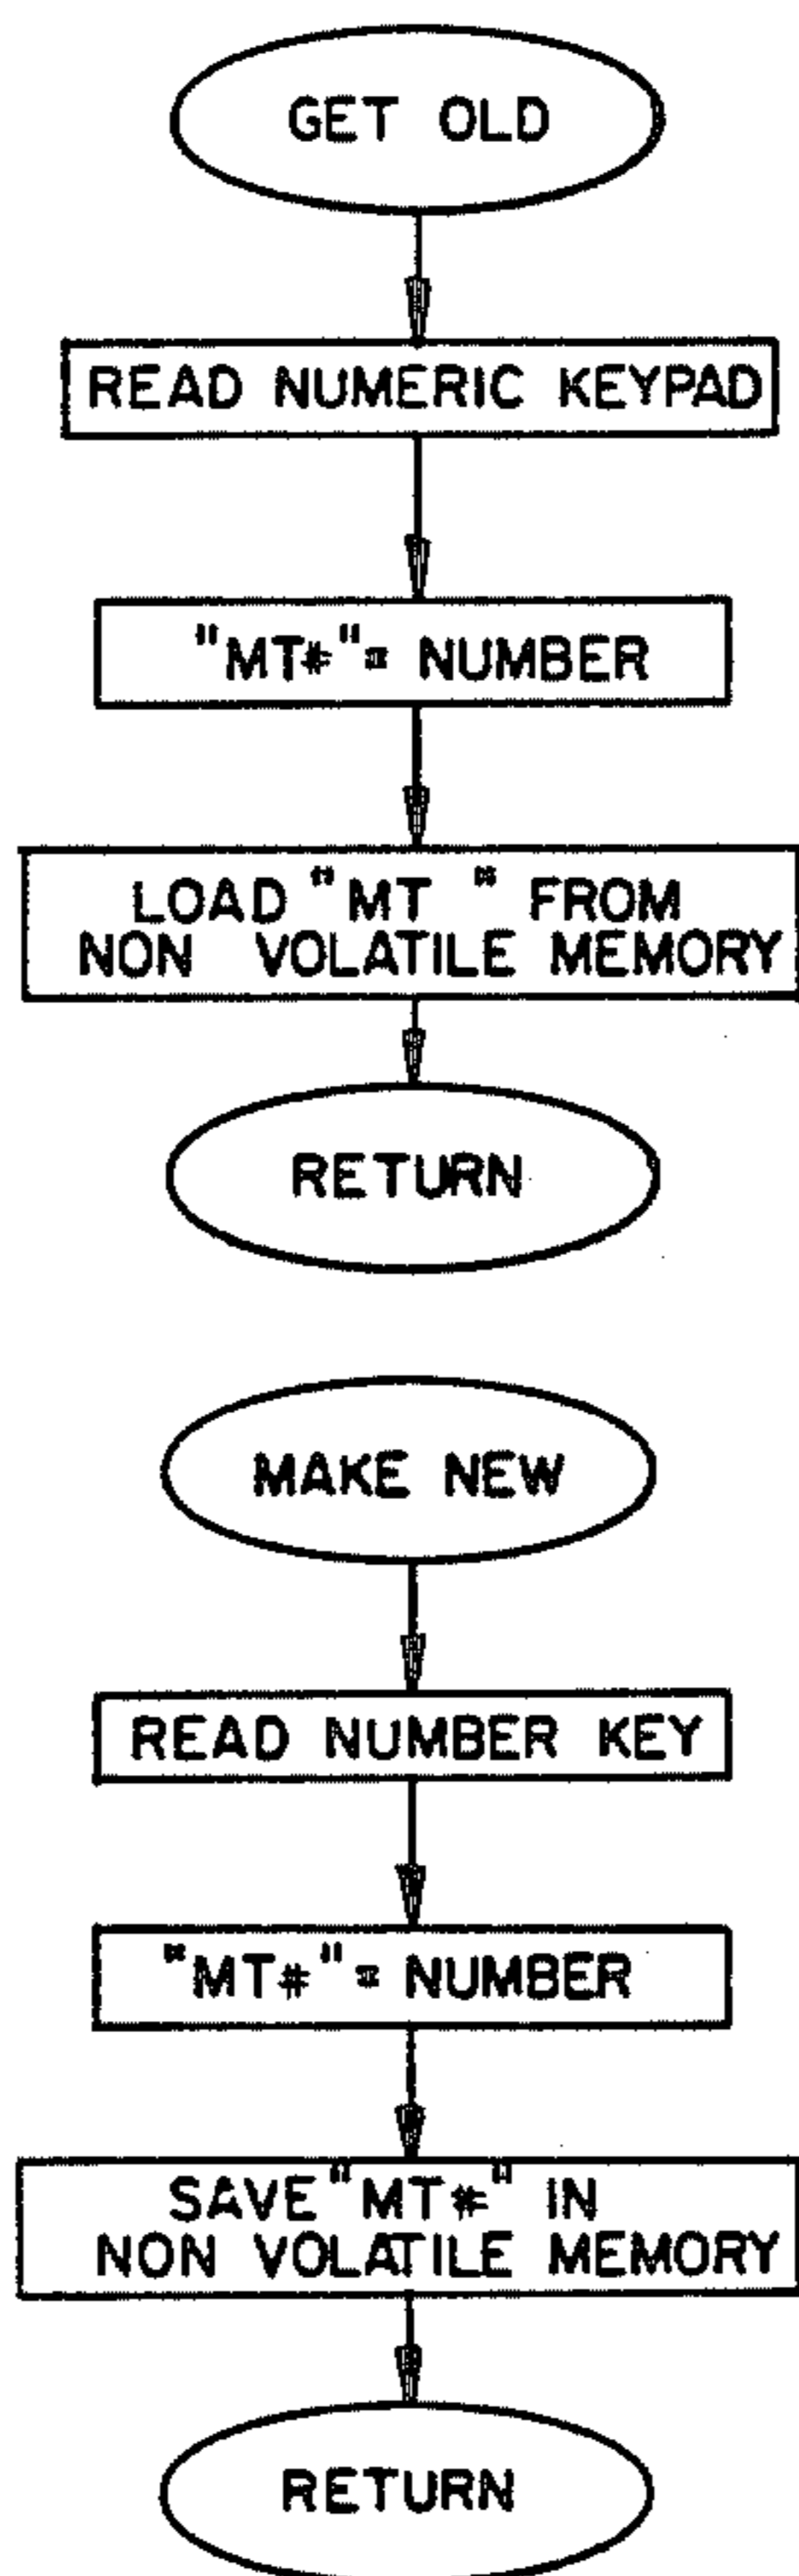 GET OLD
READ NUMERIC KEYPAD
"MT#"= NUMBER
LOAD "MT " FROM
NON VOLATILE MEMORY
RETURN
MAKE NEW
READ NUMBER KEY
"MT#"= NUMBER
SAVE "MT#" IN
NON VOLATILE MEMORY
RETURN